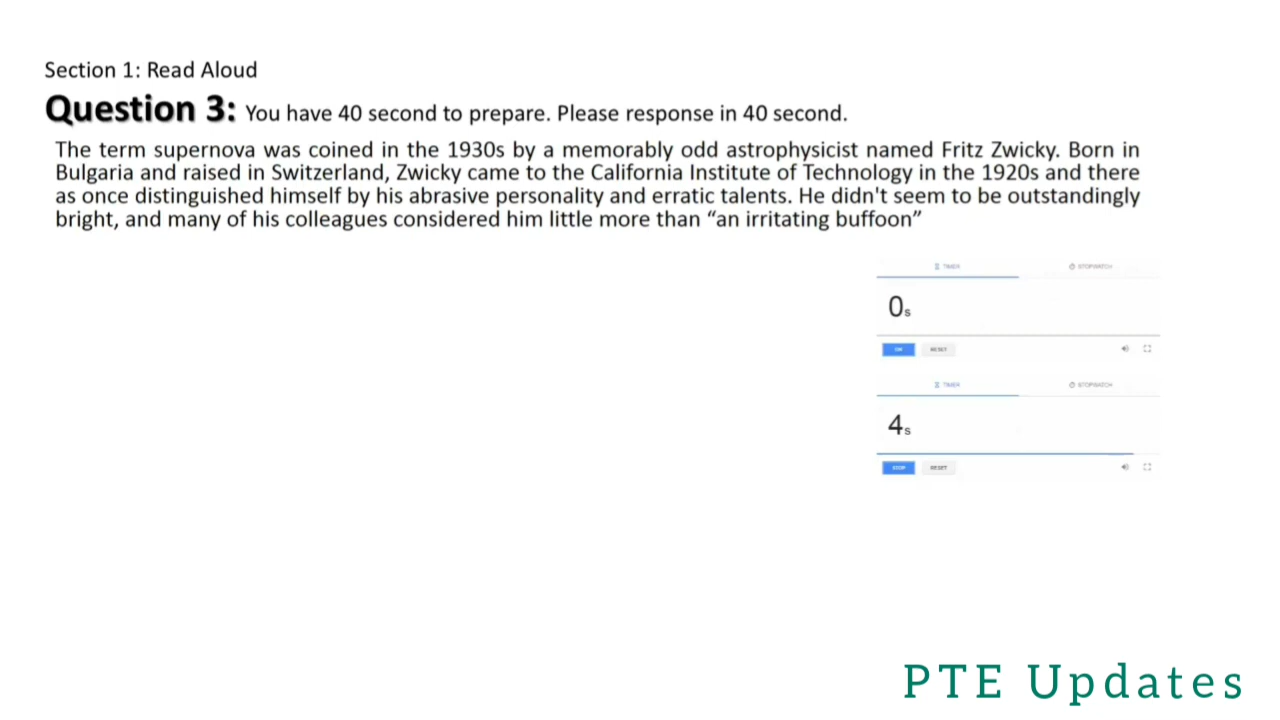 Section 1: Read Aloud
Question 3: You have 40 second to prepare. Please response in 40 second.
The term supernova was coined in the 1930s by a memorably odd astrophysicist named Fritz Zwicky. Born in
Bulgaria and raised in Switzerland, Zwicky came to the California Institute of Technology in the 1920s and there
as once distinguished himself by his abrasive personality and erratic talents. He didn't seem to be outstandingly
bright, and many of his colleagues considered him little more than “an irritating buffoon”
TIMER STOPWATCH
0s
OK RESET
TIMER STOPWATCH
4s
STOP RESET
PTE Updates